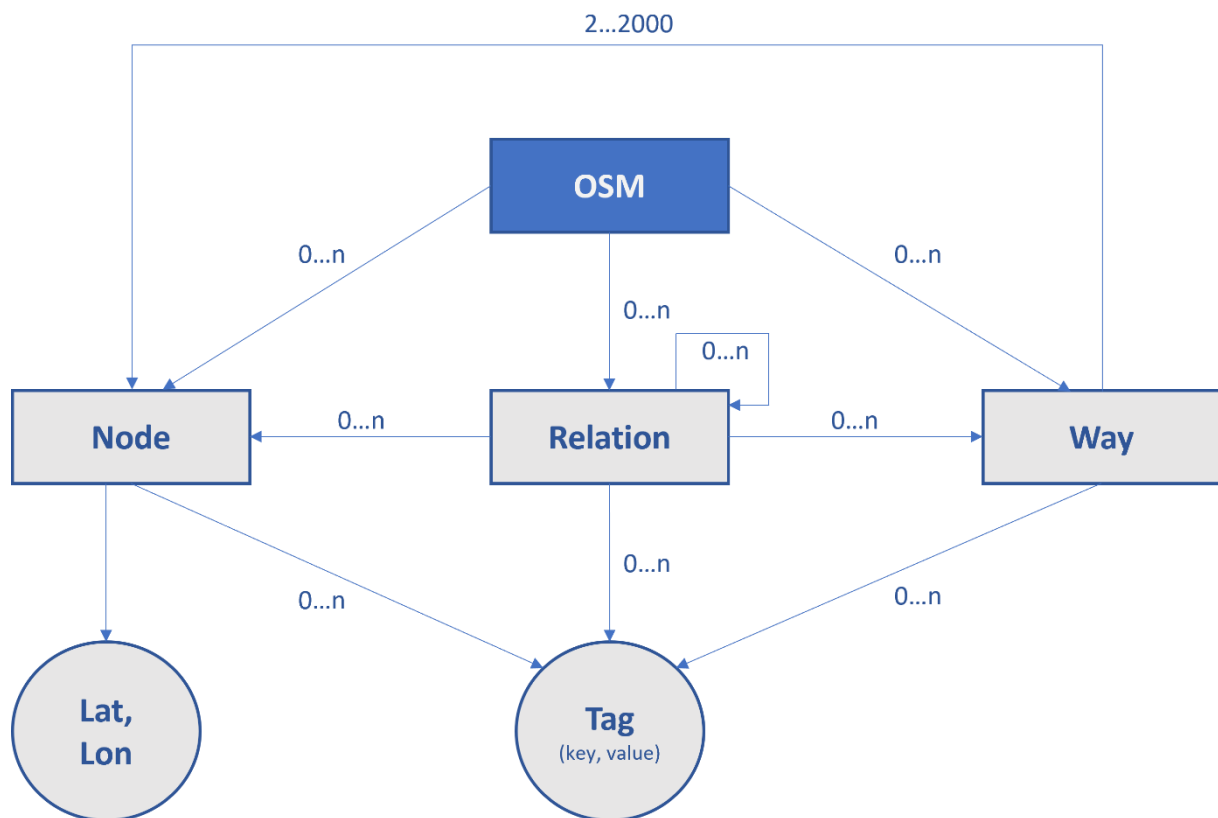 2...2000
OSM
0...n
0...n
0...n
0...n
Node
0...n
Relation
0...n
Way
0...n
0...n
0...n
Lat,
Lon
Tag
(key, value)